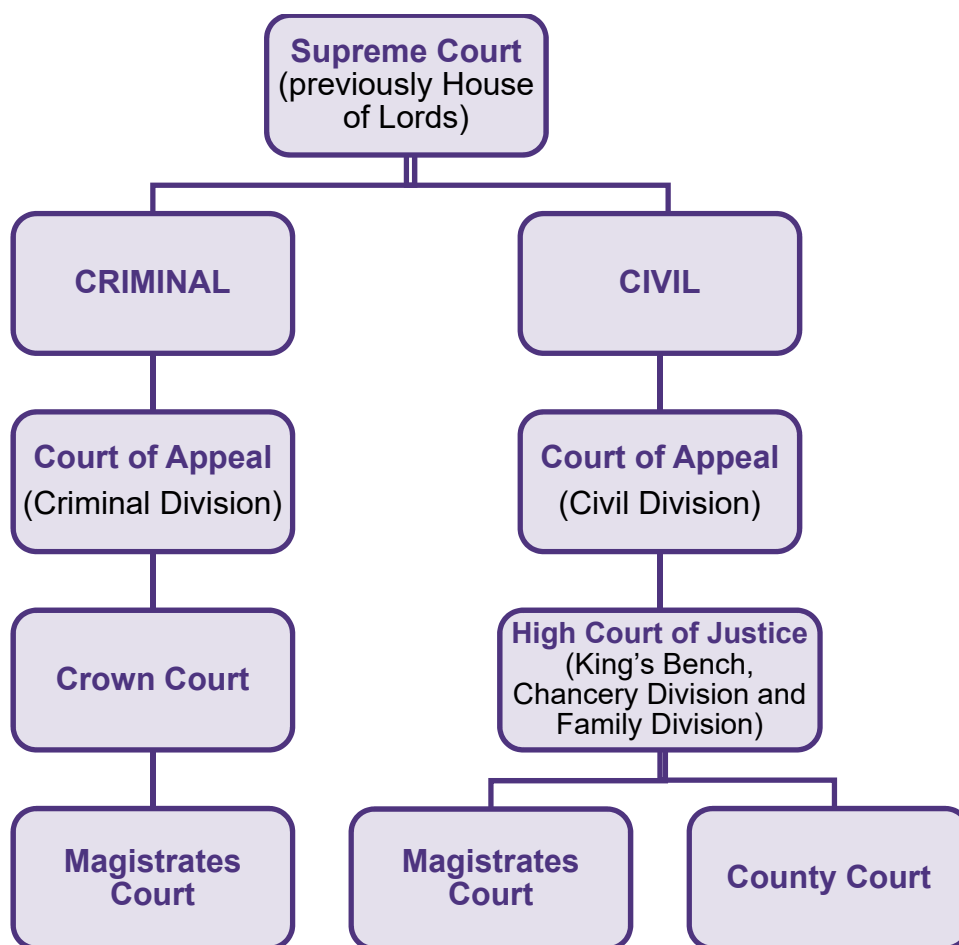 Supreme Court
(previously House
of Lords)
CRIMINAL
CIVIL
Court of Appeal
(Criminal Division)
Court of Appeal
(Civil Division)
Crown Court
High Court of Justice
(King’s Bench,
Chancery Division and
Family Division)
Magistrates
Court
Magistrates
Court
County Court